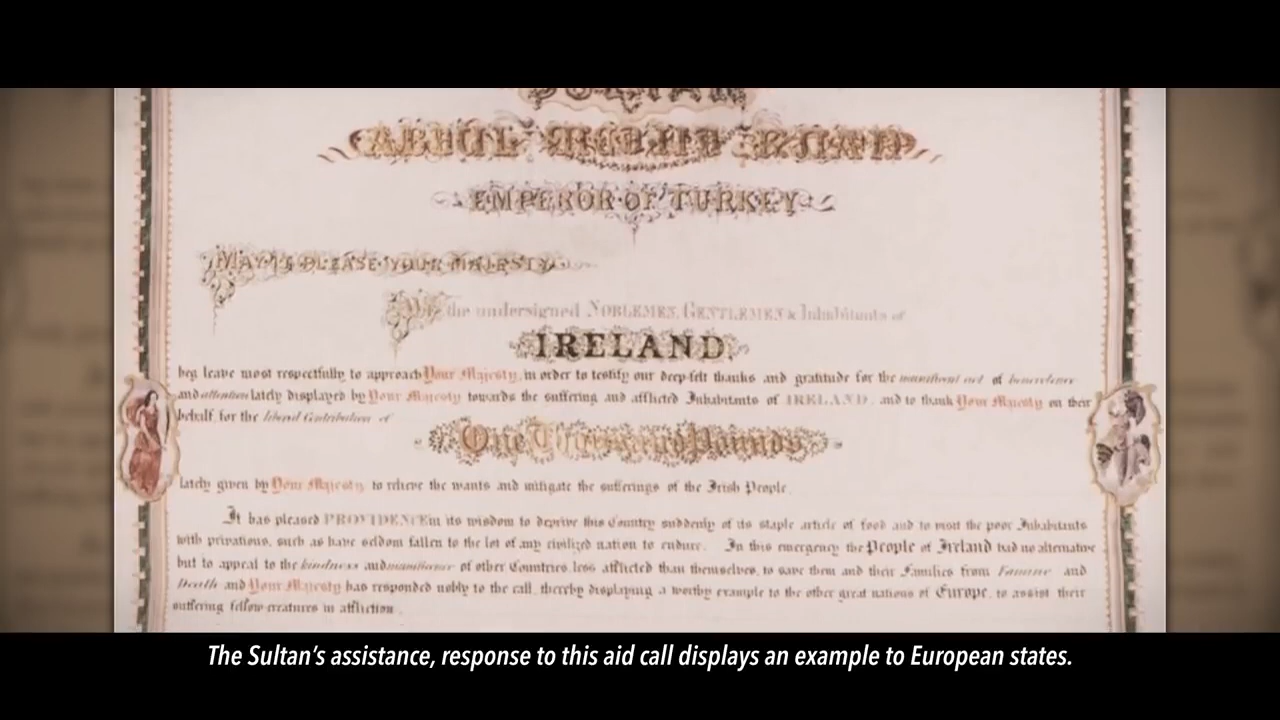 SULTAN
ABDUL MEDJID KHAN
EMPEROR OF TURKEY
MAY IT PLEASE YOUR MAJESTY
We the undersigned NOBLEMEN, GENTLEMEN & Inhabitants of
IRELAND,
beg leave most respectfully to approach Your Majesty, in order to testify our deep-felt thanks and gratitude for the munificent act of benevolence
and attention lately displayed by Your Majesty towards the suffering and afflicted Inhabitants of IRELAND, and to thank Your Majesty on their
behalf, for the liberal Contribution of
One Thousand Pounds
lately given by Your Majesty to relieve the wants and mitigate the sufferings of the Irish People.
It has pleased PROVIDENCE in its wisdom to deprive this Country suddenly of its staple article of food and to visit the poor Inhabitants
with privations, such as have seldom fallen to the lot of any civilized nation to endure. In this emergency the People of Ireland had no alternative
but to appeal to the kindness and munificence of other Countries less afflicted than themselves, to save them and their Families from Famine and
Death and Your Majesty has responded nobly to the call, thereby displaying a worthy example to the other great nations of Europe, to assist their
suffering fellow creatures in affliction.
The Sultan's assistance, response to this aid call displays an example to European states.